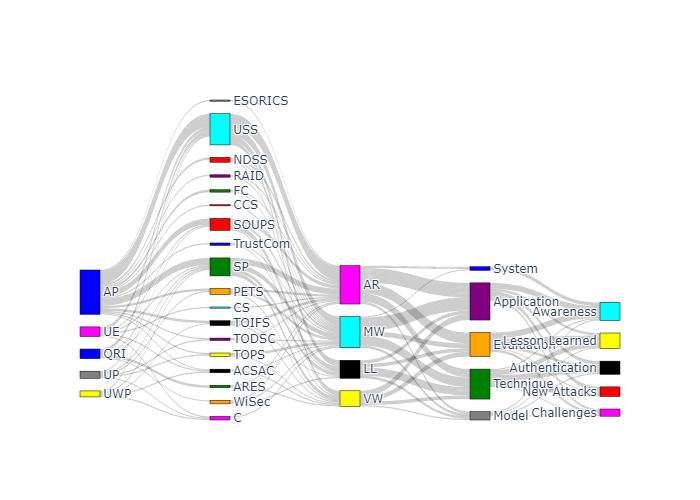 AP
UE
QRI
UP
UWP
ESORICS
USS
NDSS
RAID
FC
CCS
SOUPS
TrustCom
SP
PETS
CS
TOIFS
TODSC
TOPS
ACSAC
ARES
WiSec
C
AR
MW
LL
VW
System
Application
Evaluation
Technique
Model
Awareness
Lesson Learned
Authentication
New Attacks
Challenges